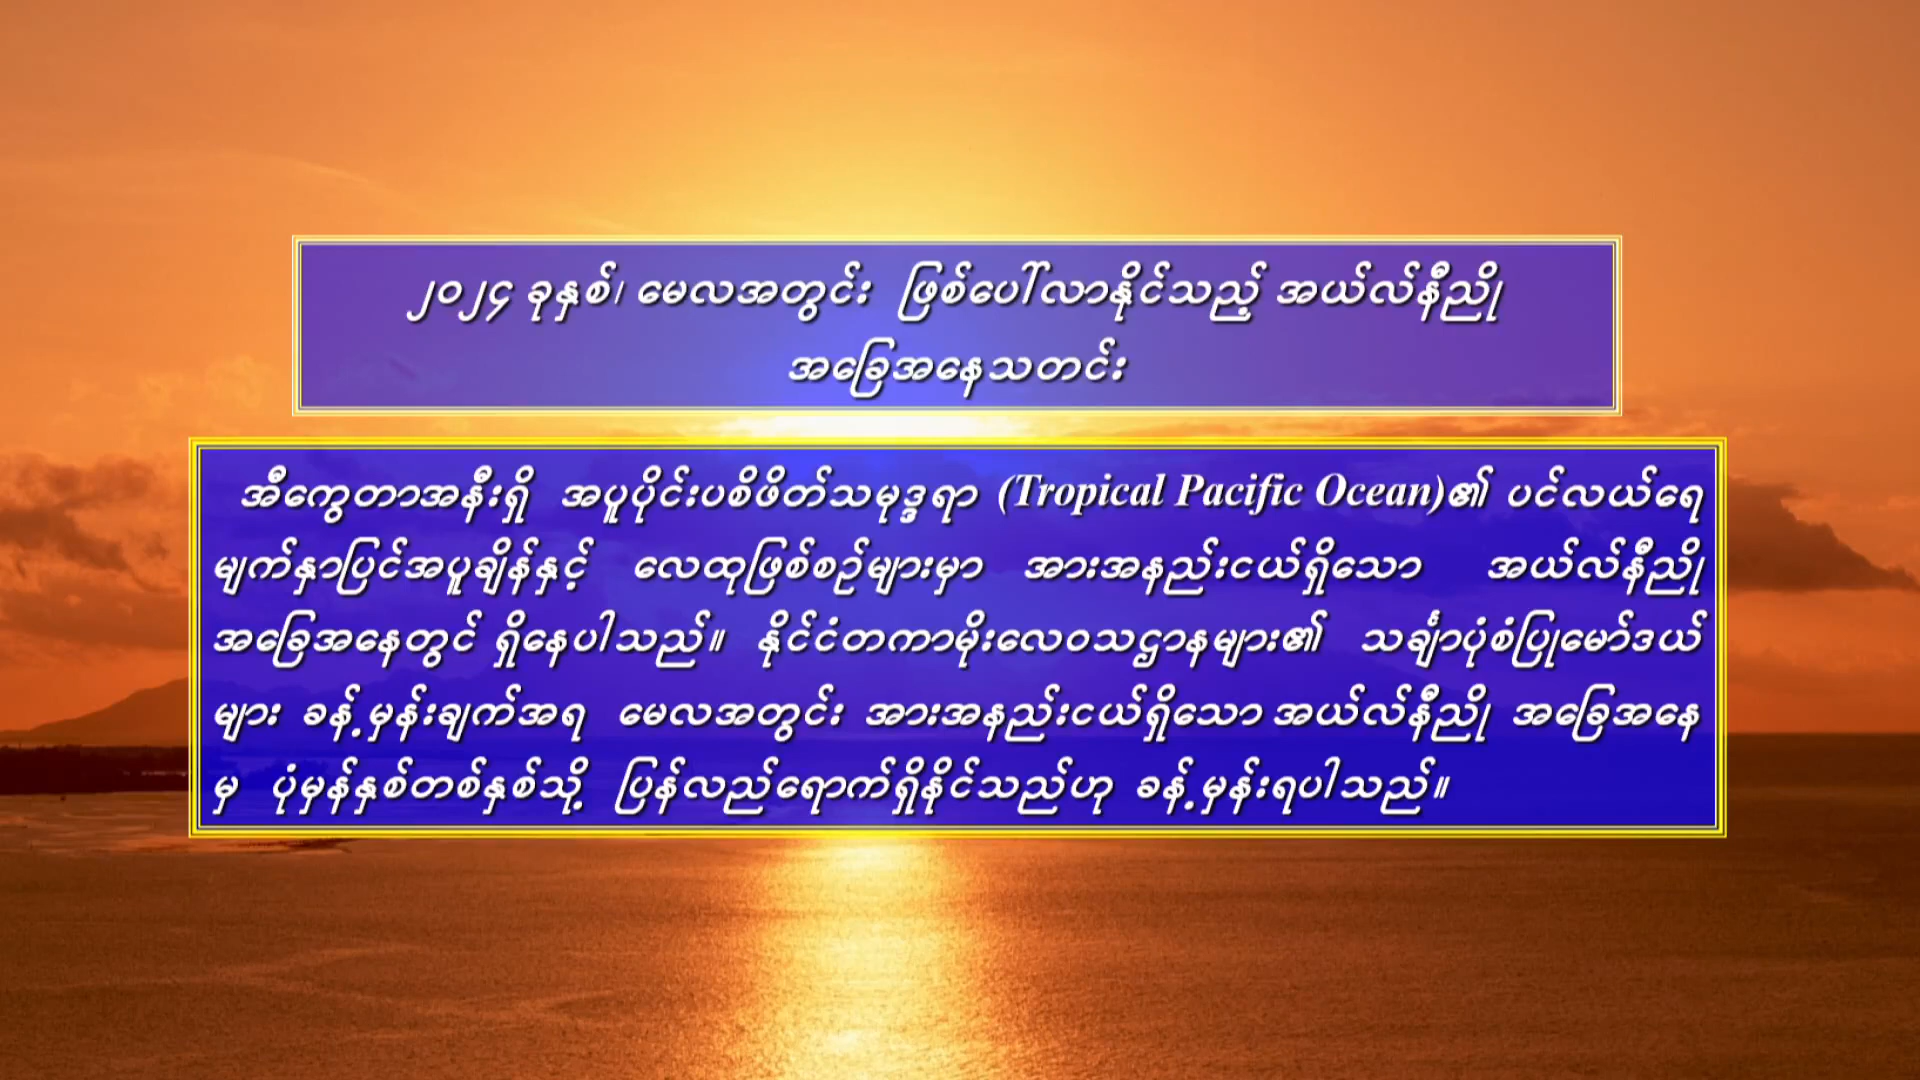 ၂၀၂၄ ခုနှစ်၊ မေလအတွင်း ဖြစ်ပေါ်လာနိုင်သည့် အယ်လ်နီညို
အခြေအနေသတင်း
အီကွေတာအနီးရှိ အပူပိုင်းပစိဖိတ်သမုဒ္ဒရာ (Tropical Pacific Ocean)၏ ပင်လယ်ရေ
မျက်နှာပြင်အပူချိန်နှင့် လေထုဖြစ်စဉ်များမှာ အားအနည်းငယ်ရှိသော အယ်လ်နီညို
အခြေအနေတွင် ရှိနေပါသည်။ နိုင်ငံတကာမိုးလေဝသဌာနများ၏ သင်္ချာပုံစံပြုမော်ဒယ်
များ ခန့်မှန်းချက်အရ မေလအတွင်း အားအနည်းငယ်ရှိသော အယ်လ်နီညို အခြေအနေ
မှ ပုံမှန်နှစ်တစ်နှစ်သို့ ပြန်လည်ရောက်ရှိနိုင်သည်ဟု ခန့်မှန်းရပါသည်။